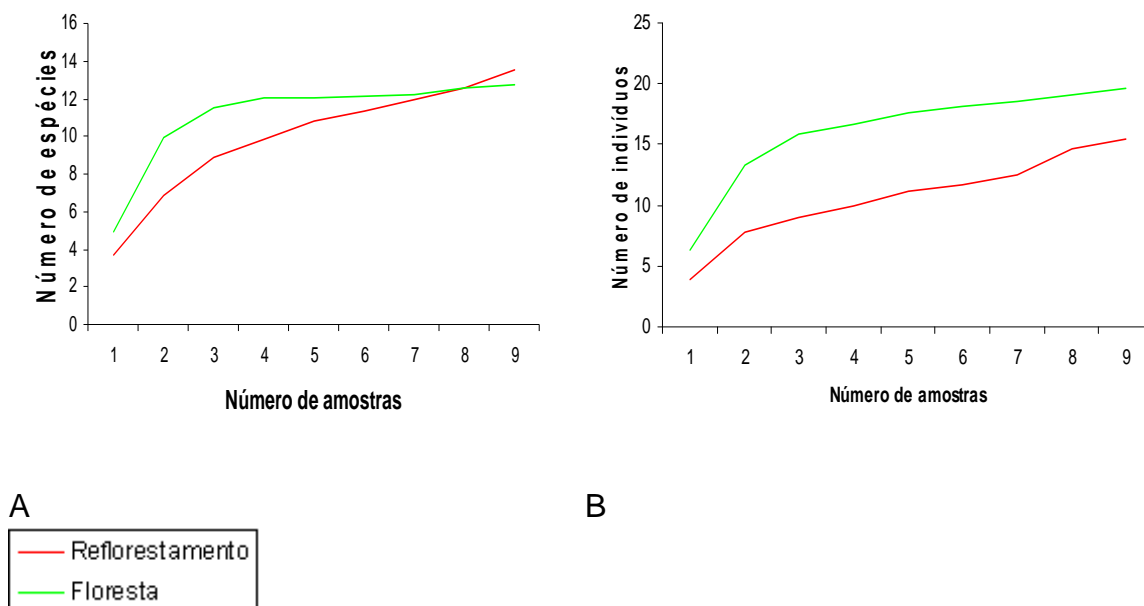 16
14
12
10
8
6
4
2
0
Número de espécies
1 2 3 4 5 6 7 8 9
Número de amostras
25
20
15
10
5
0
Número de indivíduos
1 2 3 4 5 6 7 8 9
Número de amostras
A
B
Reflorestamento
Floresta